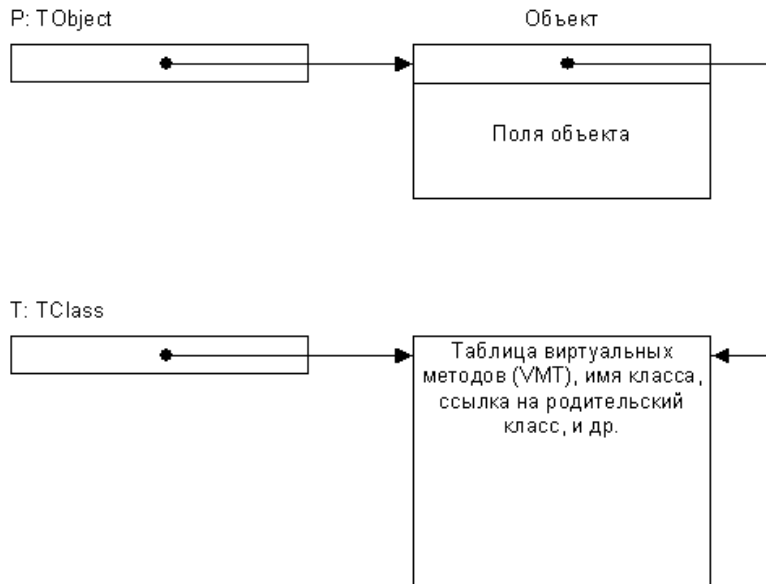 P: TObject
Объект
Поля объекта
T: TClass
Таблица виртуальных
методов (VMT), имя класса,
ссылка на родительский
класс, и др.